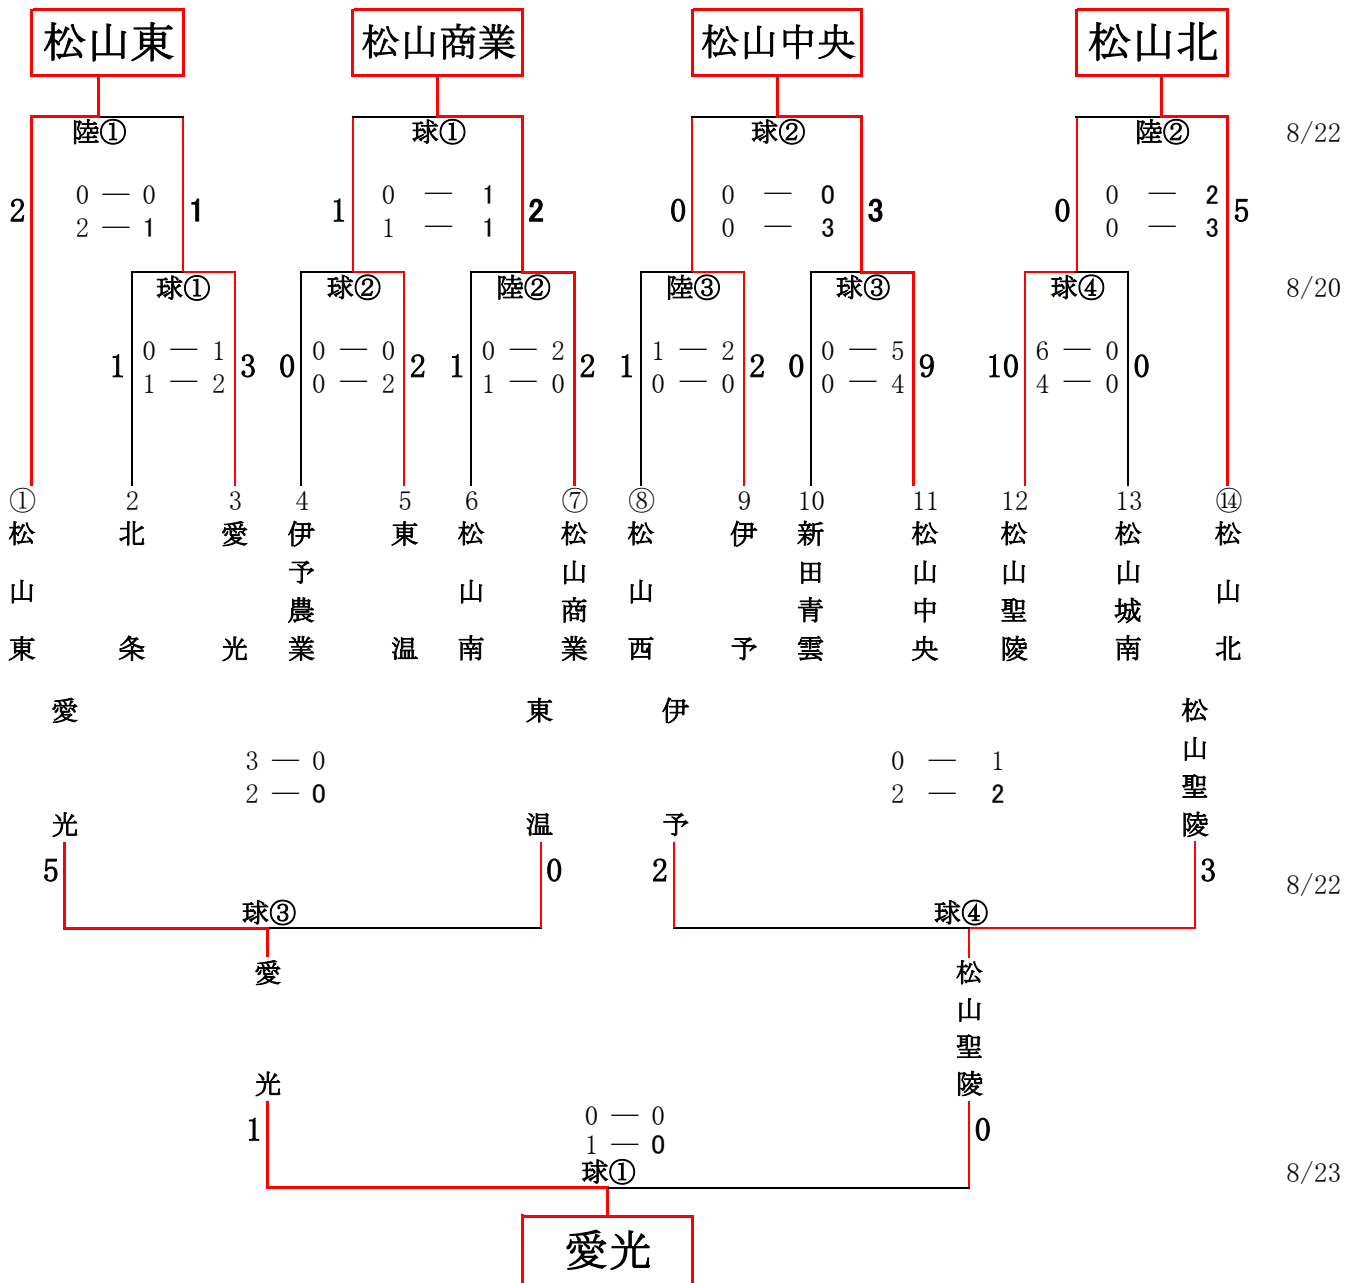 松山東 松山商業 松山中央 松山北
陸① 球① 球② 陸② 8/22
0 ― 0 0 ― 1 0 ― 0 0 ― 2
2 1 1 2 0 3 0 5
2 ― 1 1 ― 1 0 ― 3 0 ― 3
球① 球② 陸② 陸③ 球③ 球④ 8/20
0 ― 1 0 ― 0 0 ― 2 1 ― 2 0 ― 5 6 ― 0
1 3 0 2 1 2 1 2 0 9 10 0
1 ― 2 0 ― 2 1 ― 0 0 ― 0 0 ― 4 4 ― 0
① 2 3 4 5 6 ⑦ ⑧ 9 10 11 12 13 ⑭
松山東
北条
愛光
伊予農業
東温
松山南
松山商業
松山西
伊予
新田青雲
松山中央
松山聖陵
松山城南
松山北
愛光
東温
伊予
松山聖陵
3 ― 0 0 ― 1
2 ― 0 2 ― 2
5 0 2 3
8/22
球③ 球④
愛光
松山聖陵
0 ― 0
1 0
1 ― 0
球① 8/23
愛光